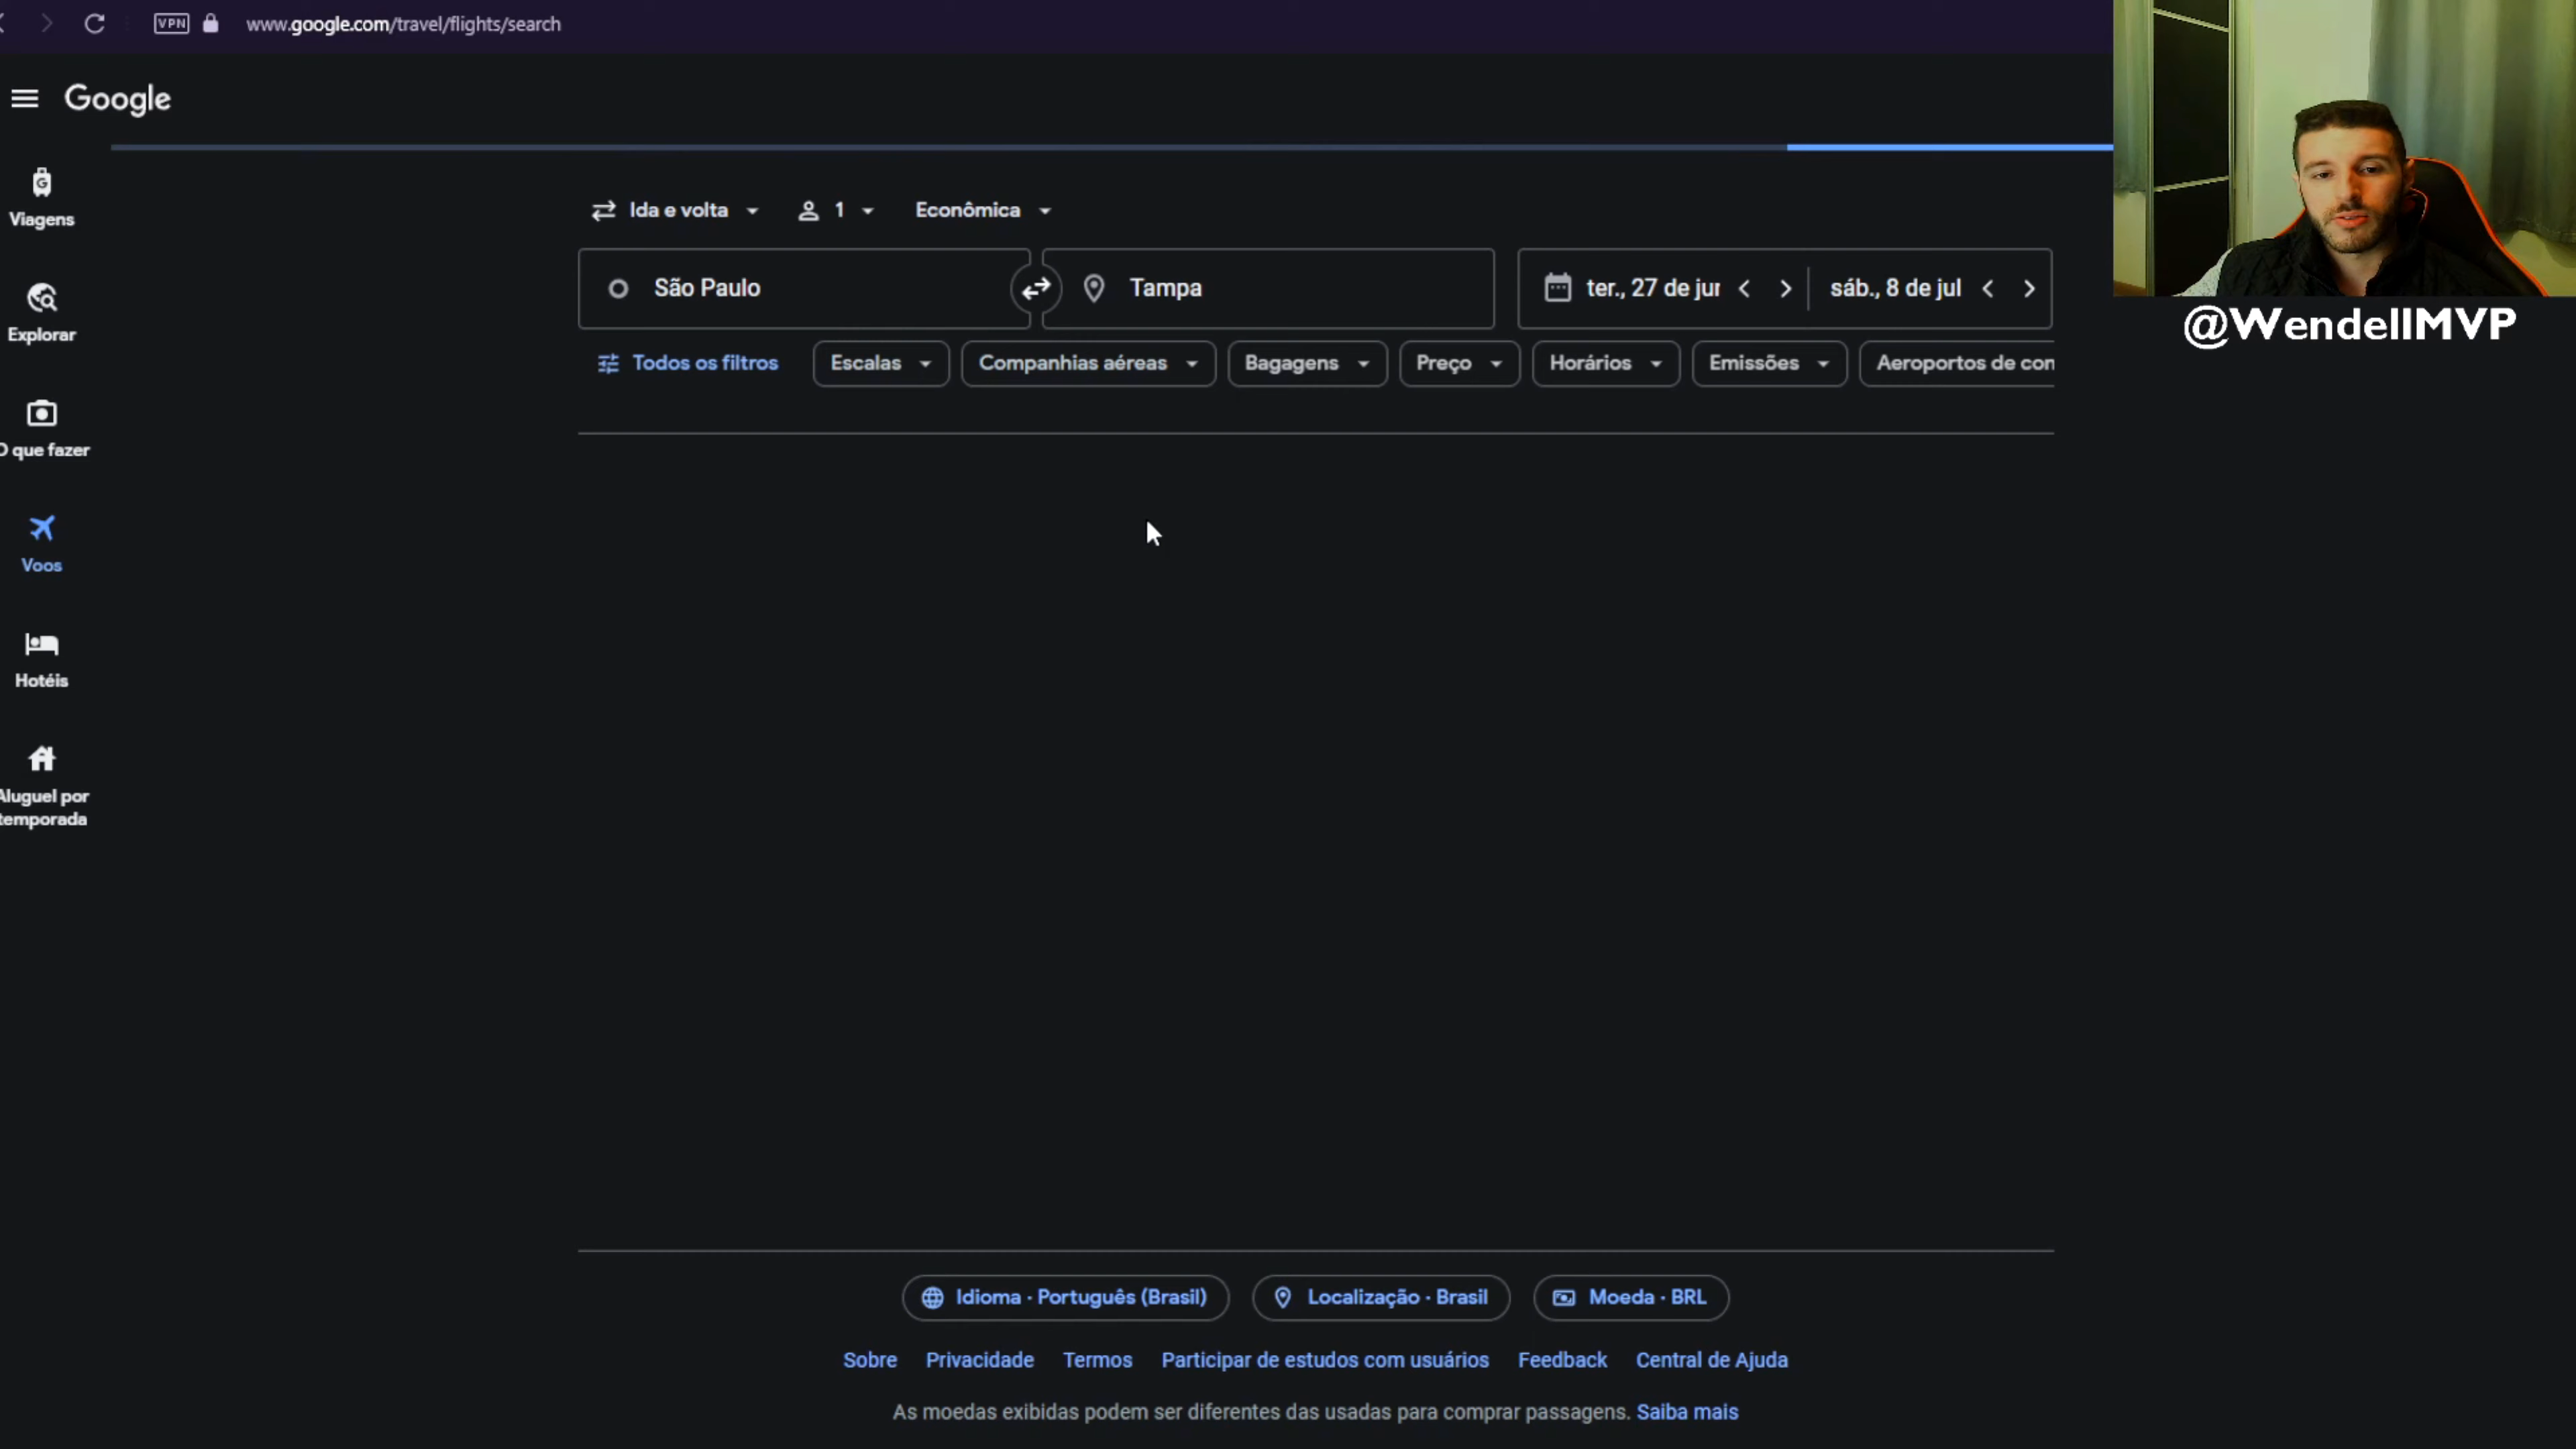 VPN
www.google.com/travel/flights/search
Google
Viagens
Explorar
O que fazer
Voos
Hotéis
Aluguel por
temporada
Ida e volta 1 Econômica
São Paulo Tampa ter., 27 de jun sáb., 8 de jul
Todos os filtros Escalas Companhias aéreas Bagagens Preço Horários Emissões Aeroportos de con
@WendellMVP
Idioma · Português (Brasil) Localização · Brasil Moeda · BRL
Sobre Privacidade Termos Participar de estudos com usuários Feedback Central de Ajuda
As moedas exibidas podem ser diferentes das usadas para comprar passagens. Saiba mais